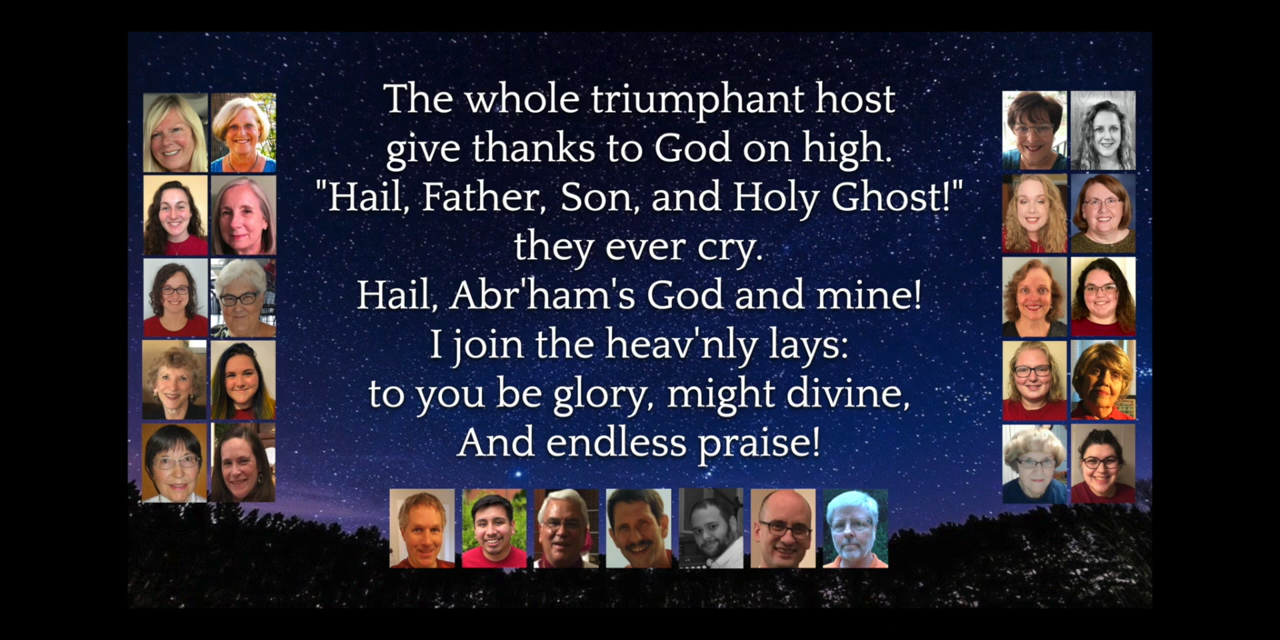 The whole triumphant host
give thanks to God on high.
"Hail, Father, Son, and Holy Ghost!"
they ever cry.
Hail, Abr'ham's God and mine!
I join the heav'nly lays:
to you be glory, might divine,
And endless praise!